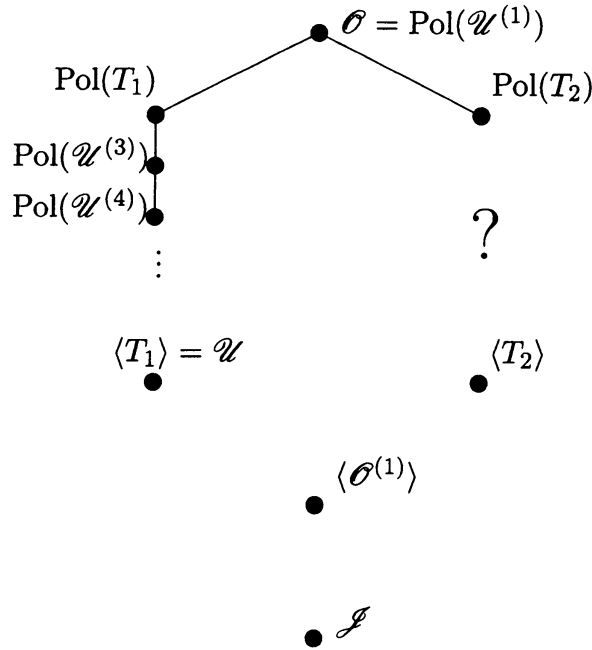 𝒪 = Pol(𝒰⁽¹⁾)
Pol(T₁)
Pol(T₂)
Pol(𝒰⁽³⁾)
Pol(𝒰⁽⁴⁾)
?
⋮
⟨T₁⟩ = 𝒰
⟨T₂⟩
⟨𝒪⁽¹⁾⟩
𝒥